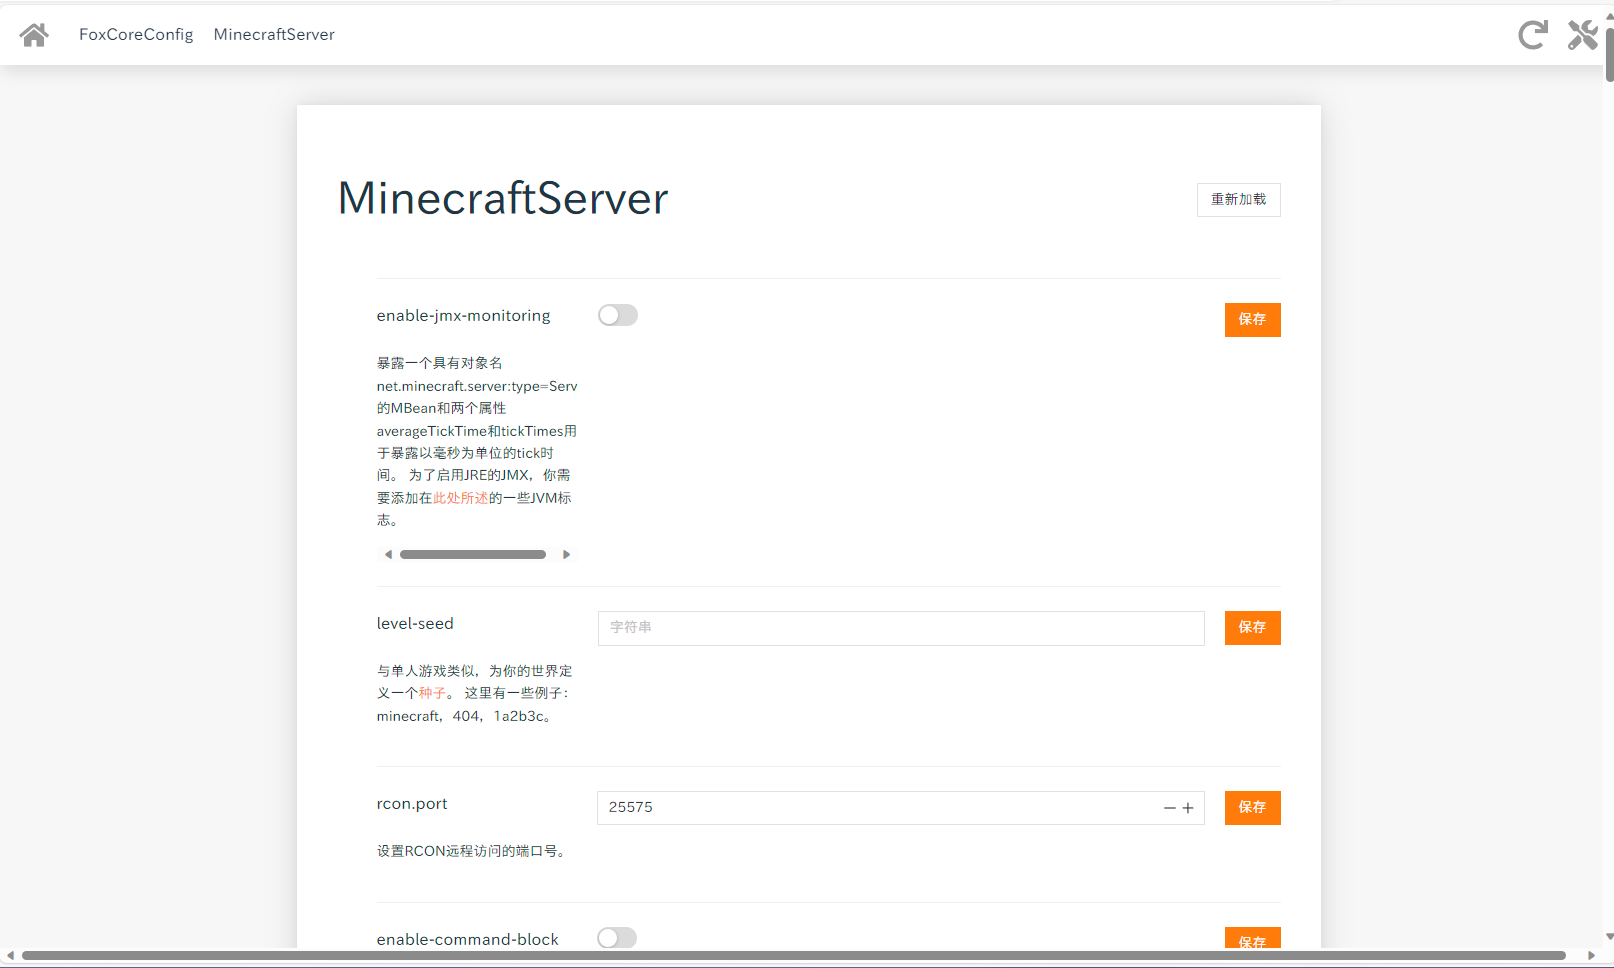 FoxCoreConfig MinecraftServer
MinecraftServer
重新加载
enable-jmx-monitoring
保存
暴露一个具有对象名
net.minecraft.server:type=Serv
的MBean和两个属性
averageTickTime和tickTimes用
于暴露以毫秒为单位的tick时
间。 为了启用JRE的JMX，你需
要添加在此处所述的一些JVM标
志。
level-seed
字符串
保存
与单人游戏类似，为你的世界定
义一个种子。 这里有一些例子：
minecraft，404，1a2b3c。
rcon.port
25575
保存
设置RCON远程访问的端口号。
enable-command-block
保存